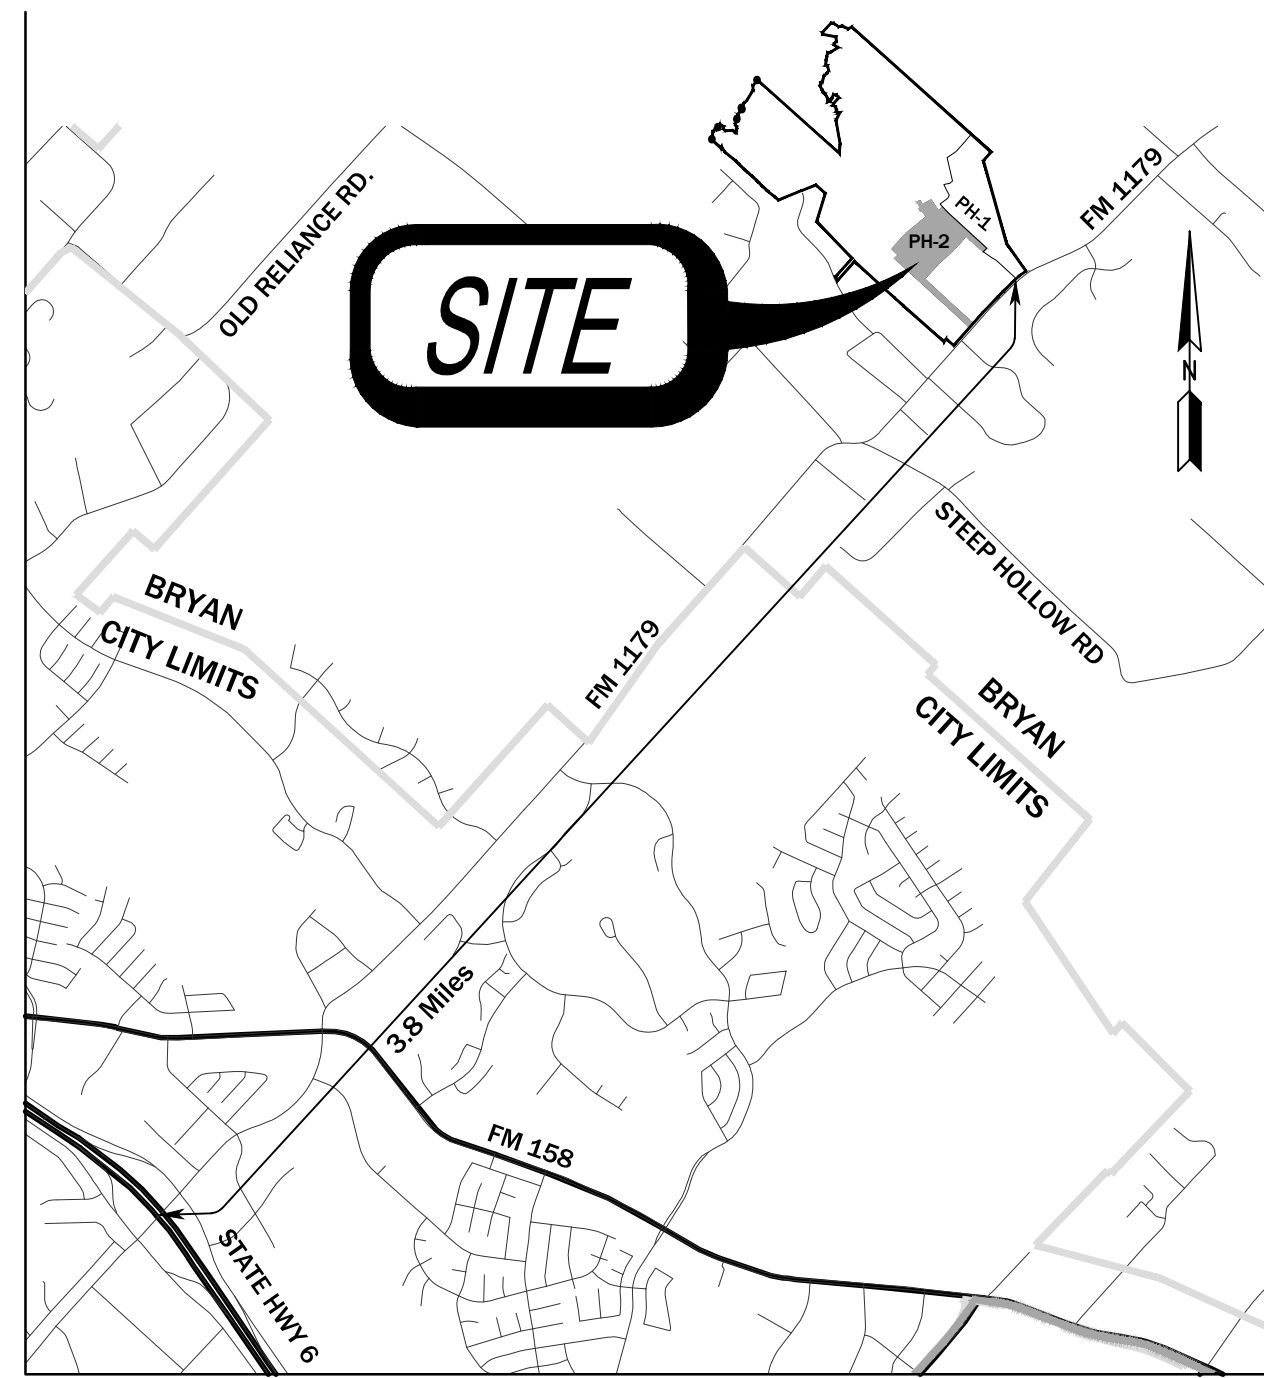 FM 1179
OLD RELIANCE RD.
PH-1
PH-2
SITE
N
STEEP HOLLOW RD
BRYAN
CITY LIMITS
FM 1179
BRYAN
CITY LIMITS
3.8 Miles
FM 158
STATE HWY 6